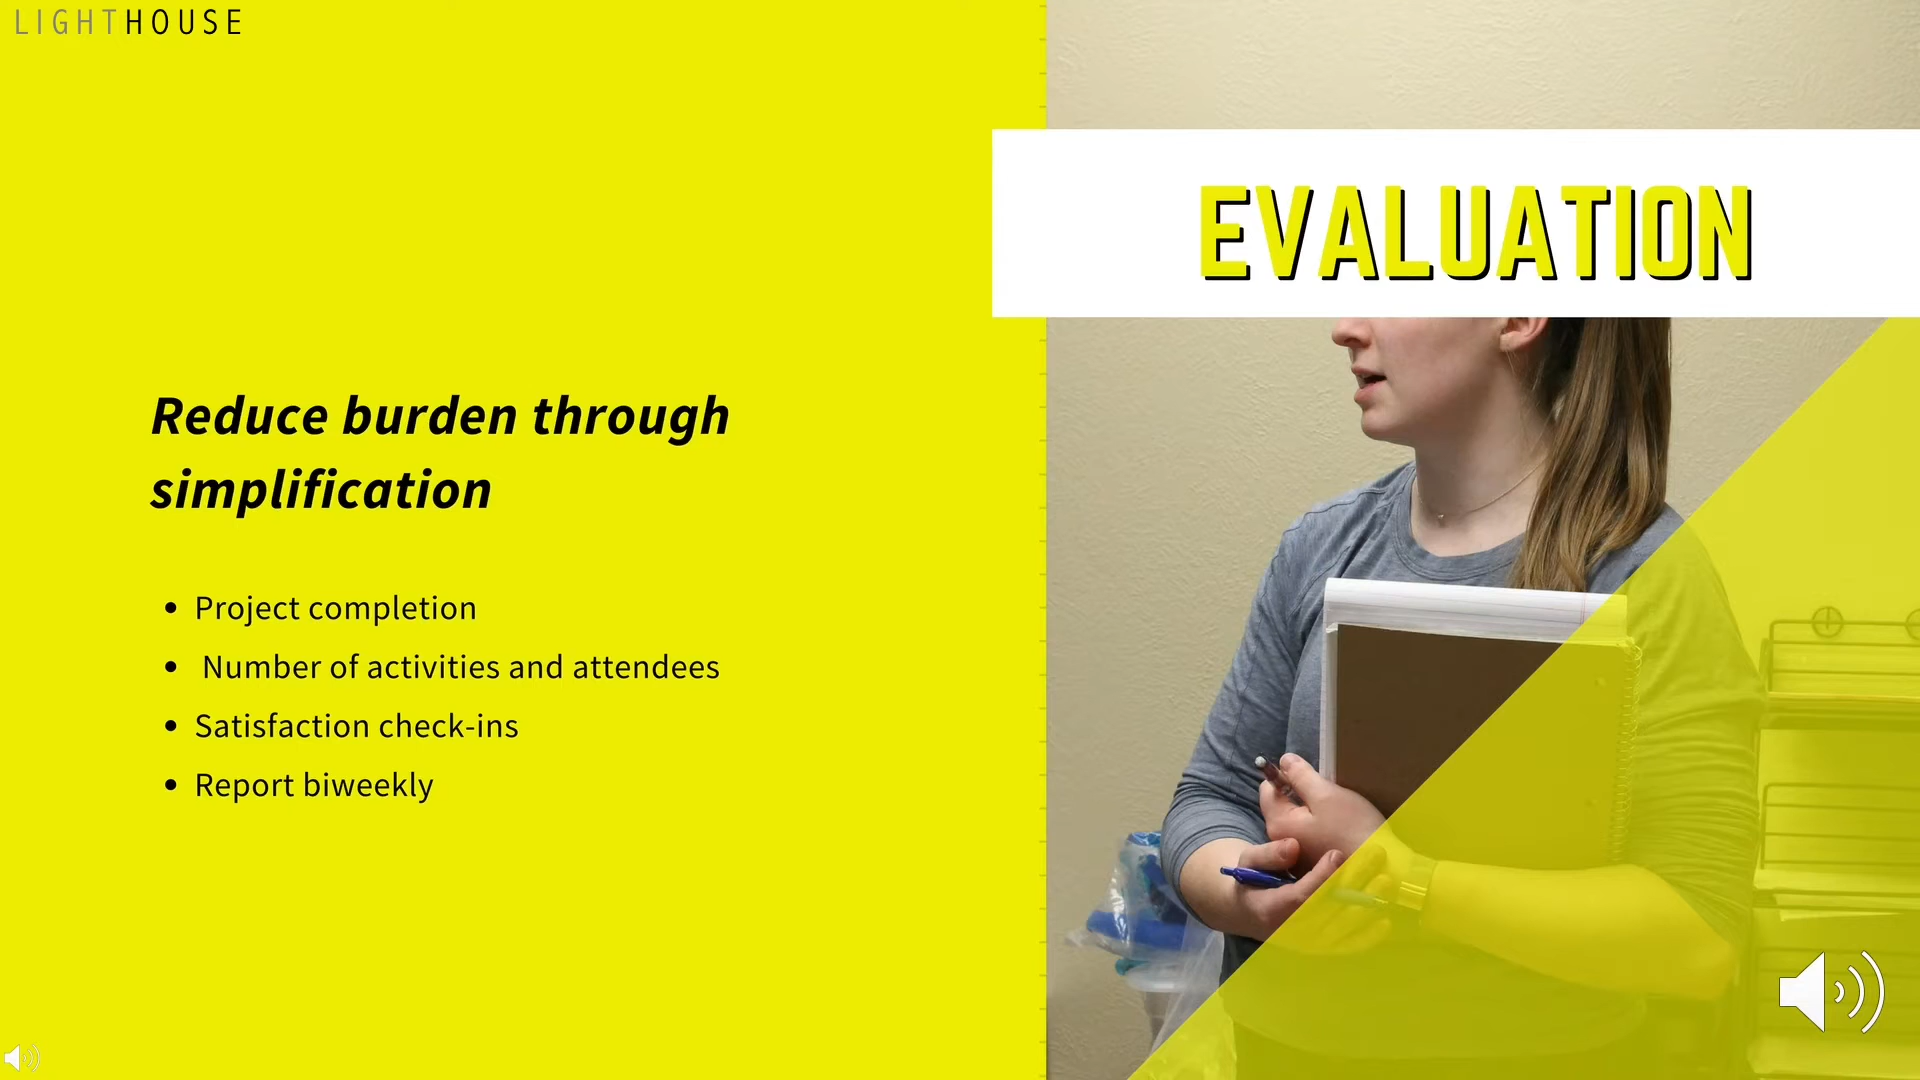 LIGHTHOUSE
EVALUATION
Reduce burden through
simplification
• Project completion
• Number of activities and attendees
• Satisfaction check-ins
• Report biweekly